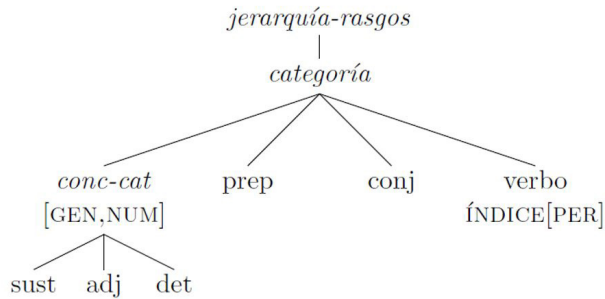 jerarquía-rasgos
categoría
conc-cat prep conj verbo
[GEN,NUM] ÍNDICE[PER]
sust adj det